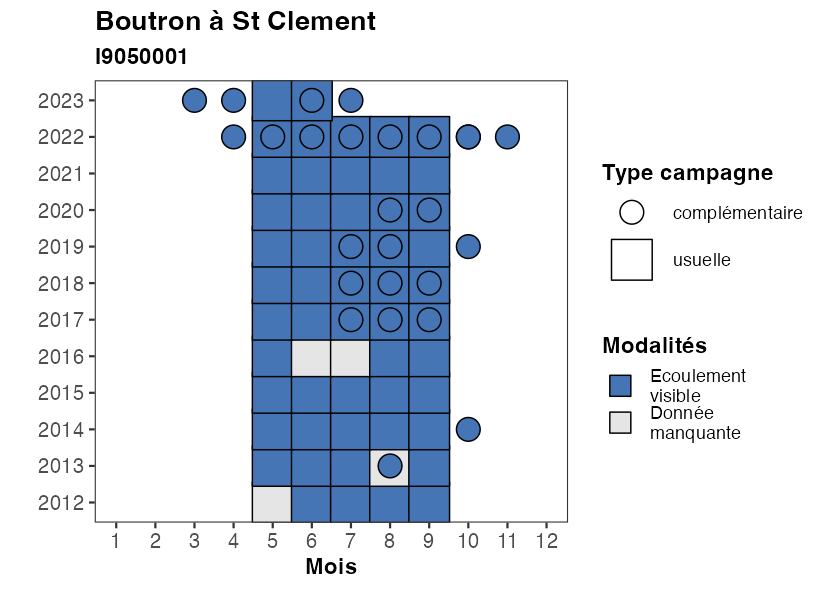 Boutron à St Clement
I9050001
2023
2022
2021
2020
2019
2018
2017
2016
2015
2014
2013
2012
1 2 3 4 5 6 7 8 9 10 11 12
Mois
Type campagne
complémentaire
usuelle
Modalités
Ecoulement
visible
Donnée
manquante